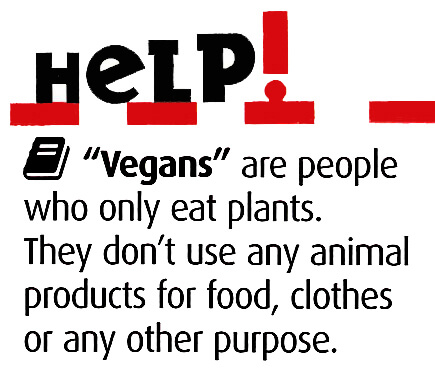 HeLP!
“Vegans” are people
who only eat plants.
They don’t use any animal
products for food, clothes
or any other purpose.